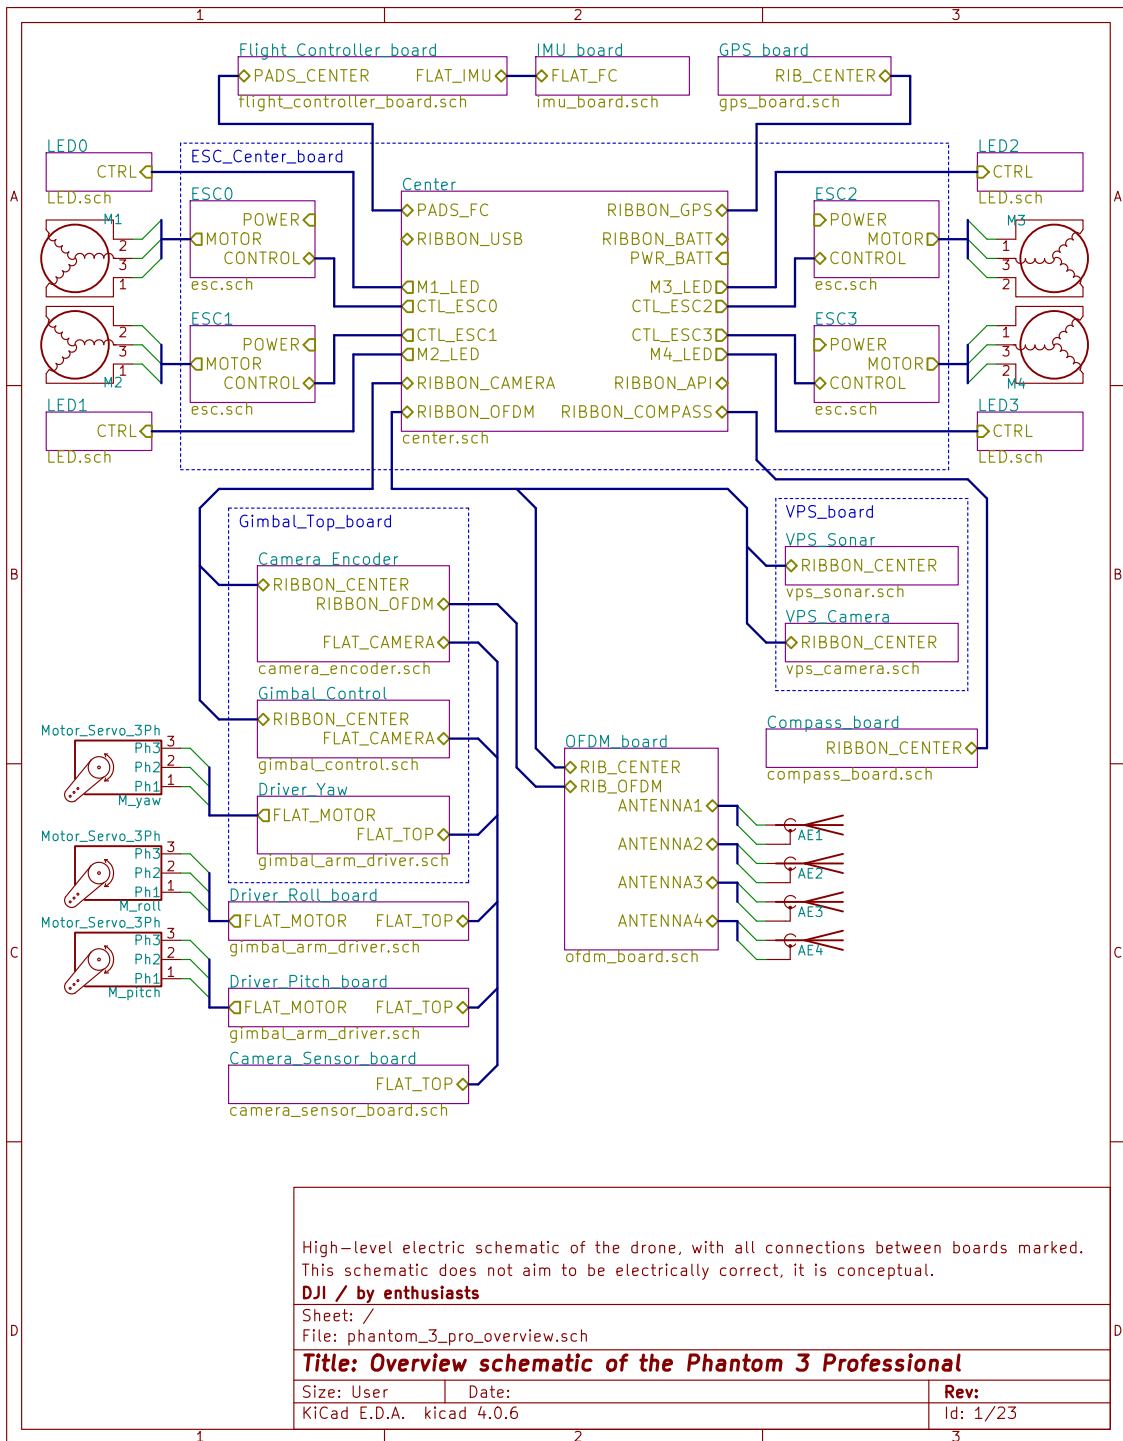 1 2 3
Flight_Controller_board IMU_board GPS_board
PADS_CENTER FLAT_IMU FLAT_FC RIB_CENTER
flight_controller_board.sch imu_board.sch gps_board.sch
LED0
CTRL
LED.sch
LED2
CTRL
LED.sch
ESC_Center_board
A A
ESC0
POWER
MOTOR
CONTROL
esc.sch
M1
2
3
1
2
3
1
M2
ESC1
POWER
MOTOR
CONTROL
esc.sch
LED1
CTRL
LED.sch
Center
PADS_FC RIBBON_GPS
RIBBON_USB RIBBON_BATT
PWR_BATT
M1_LED M3_LED
CTL_ESC0 CTL_ESC2
CTL_ESC1 CTL_ESC3
M2_LED M4_LED
RIBBON_CAMERA RIBBON_API
RIBBON_OFDM RIBBON_COMPASS
center.sch
ESC2
POWER
MOTOR
CONTROL
esc.sch
M3
1
3
2
ESC3
POWER
MOTOR
CONTROL
esc.sch
1
3
2
M4
LED3
CTRL
LED.sch
B B
Gimbal_Top_board
Camera_Encoder
RIBBON_CENTER
RIBBON_OFDM
FLAT_CAMERA
camera_encoder.sch
Gimbal_Control
RIBBON_CENTER
FLAT_CAMERA
gimbal_control.sch
Driver_Yaw
FLAT_MOTOR
FLAT_TOP
gimbal_arm_driver.sch
VPS_board
VPS_Sonar
RIBBON_CENTER
vps_sonar.sch
VPS_Camera
RIBBON_CENTER
vps_camera.sch
Compass_board
RIBBON_CENTER
compass_board.sch
Motor_Servo_3Ph
Ph3 3
Ph2 2
Ph1 1
M_yaw
Motor_Servo_3Ph
Ph3 3
Ph2 2
Ph1 1
M_roll
Motor_Servo_3Ph
Ph3 3
Ph2 2
Ph1 1
M_pitch
OFDM_board
RIB_CENTER
RIB_OFDM
ANTENNA1
ANTENNA2
ANTENNA3
ANTENNA4
ofdm_board.sch
AE1
AE2
AE3
AE4
C C
Driver_Roll_board
FLAT_MOTOR FLAT_TOP
gimbal_arm_driver.sch
Driver_Pitch_board
FLAT_MOTOR FLAT_TOP
gimbal_arm_driver.sch
Camera_Sensor_board
FLAT_TOP
camera_sensor_board.sch
High-level electric schematic of the drone, with all connections between boards marked.
This schematic does not aim to be electrically correct, it is conceptual.
DJI / by enthusiasts
Sheet: /
File: phantom_3_pro_overview.sch
D D
Title: Overview schematic of the Phantom 3 Professional
Size: User Date: Rev:
KiCad E.D.A. kicad 4.0.6 Id: 1/23
1 2 3